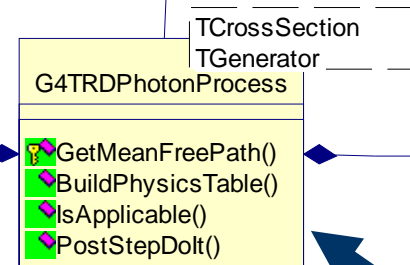 TCrossSection
TGenerator
G4TRDPhotonProcess
GetMeanFreePath()
BuildPhysicsTable()
IsApplicable()
PostStepDoIt()